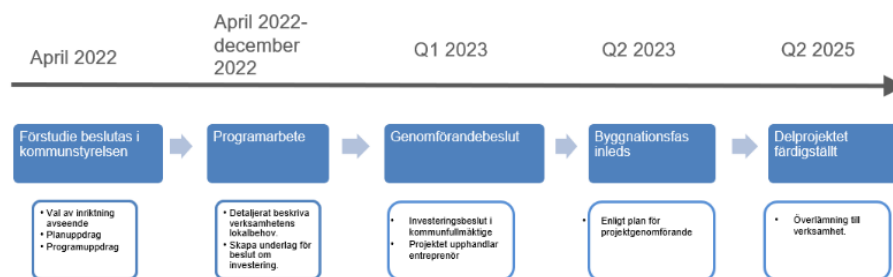 April 2022
April 2022-
december
2022
Q1 2023
Q2 2023
Q2 2025
Förstudie beslutas i
kommunstyrelsen
Programarbete
Genomförandebeslut
Byggnationsfas
inleds
Delprojektet
färdigställt
• Val av inriktning
avseende
• Planuppdrag
• Programuppdrag
• Detaljerat beskriva
verksamhetens
lokalbehov.
• Skapa underlag för
beslut om
investering.
• Investeringsbeslut i
kommunfullmäktige
• Projektet upphandlar
entreprenör
• Enligt plan för
projektgenomförande
• Överlämning till
verksamhet.